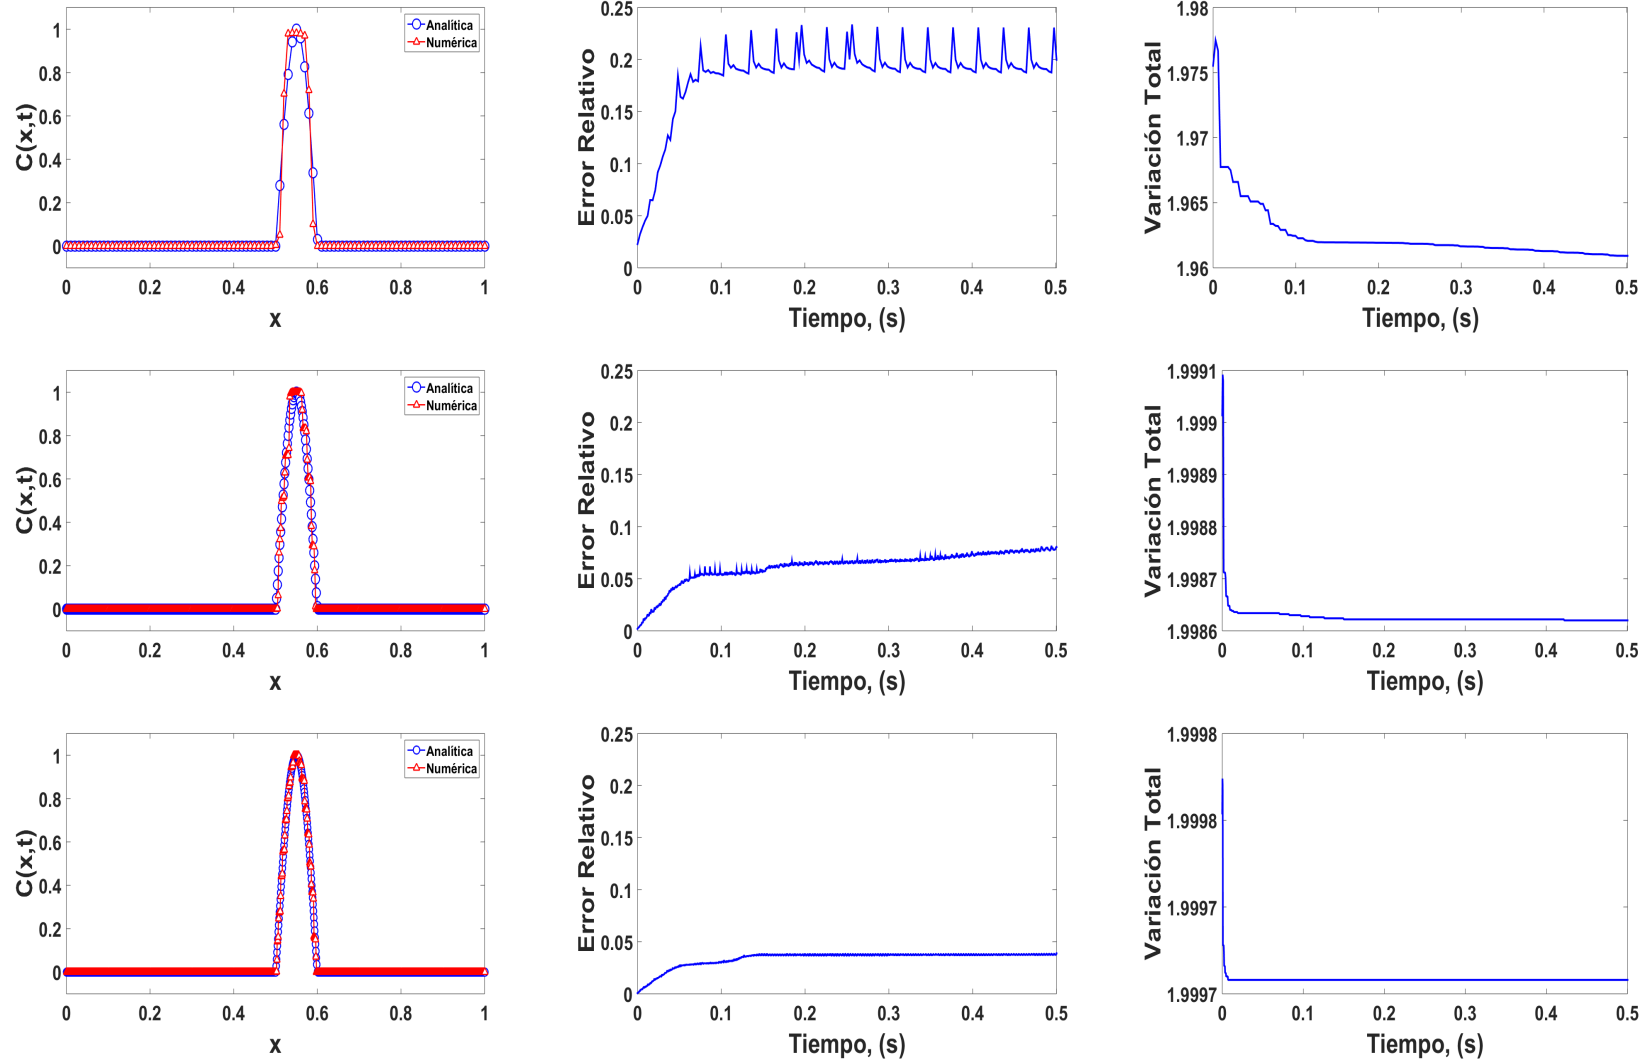 Analítica
Numérica
C(x,t)
1
0.8
0.6
0.4
0.2
0
0 0.2 0.4 0.6 0.8 1
x
Error Relativo
0.25
0.2
0.15
0.1
0.05
0
0 0.1 0.2 0.3 0.4 0.5
Tiempo, (s)
Variación Total
1.98
1.975
1.97
1.965
1.96
0 0.1 0.2 0.3 0.4 0.5
Tiempo, (s)
Analítica
Numérica
C(x,t)
1
0.8
0.6
0.4
0.2
0
0 0.2 0.4 0.6 0.8 1
x
Error Relativo
0.25
0.2
0.15
0.1
0.05
0
0 0.1 0.2 0.3 0.4 0.5
Tiempo, (s)
Variación Total
1.9991
1.999
1.9989
1.9988
1.9987
1.9986
0 0.1 0.2 0.3 0.4 0.5
Tiempo, (s)
Analítica
Numérica
C(x,t)
1
0.8
0.6
0.4
0.2
0
0 0.2 0.4 0.6 0.8 1
x
Error Relativo
0.25
0.2
0.15
0.1
0.05
0
0 0.1 0.2 0.3 0.4 0.5
Tiempo, (s)
Variación Total
1.9998
1.9998
1.9997
1.9997
0 0.1 0.2 0.3 0.4 0.5
Tiempo, (s)